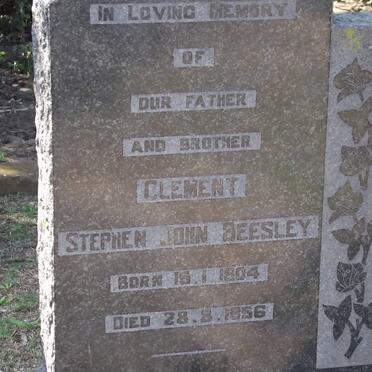 IN LOVING MEMORY
OF
OUR FATHER
AND BROTHER
CLEMENT
STEPHEN JOHN BEESLEY
BORN 16.1.1904
DIED 28.8.1956